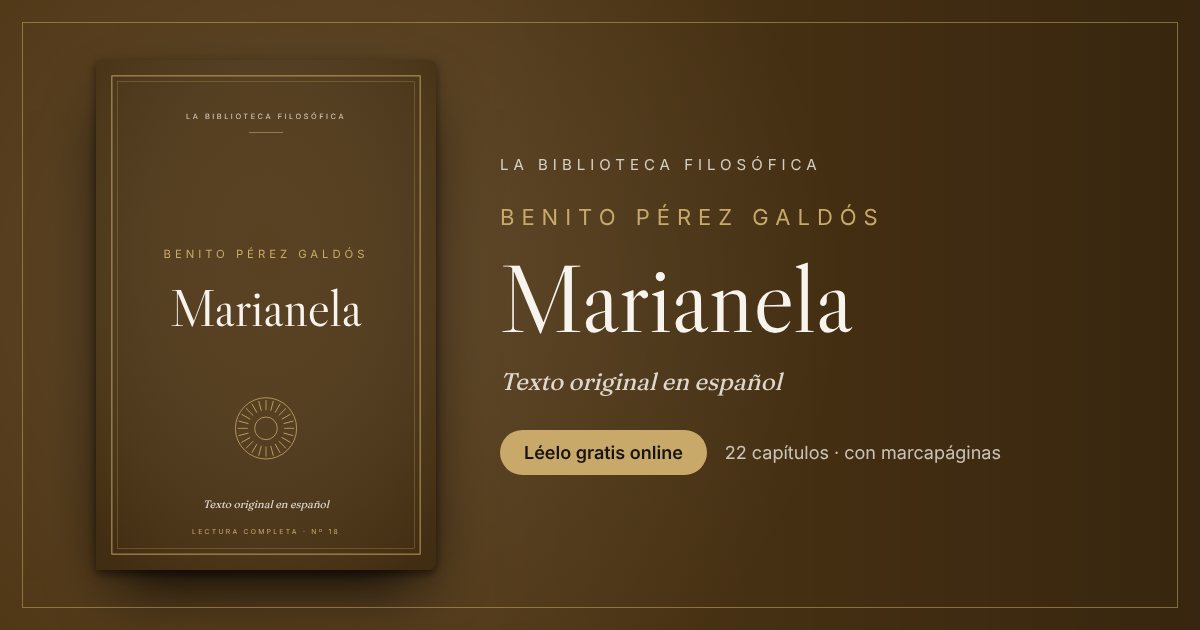 LA BIBLIOTECA FILOSÓFICA
BENITO PÉREZ GALDÓS
Marianela
Texto original en español
LECTURA COMPLETA · Nº 18
LA BIBLIOTECA FILOSÓFICA
BENITO PÉREZ GALDÓS
Marianela
Texto original en español
Léelo gratis online
22 capítulos · con marcapáginas